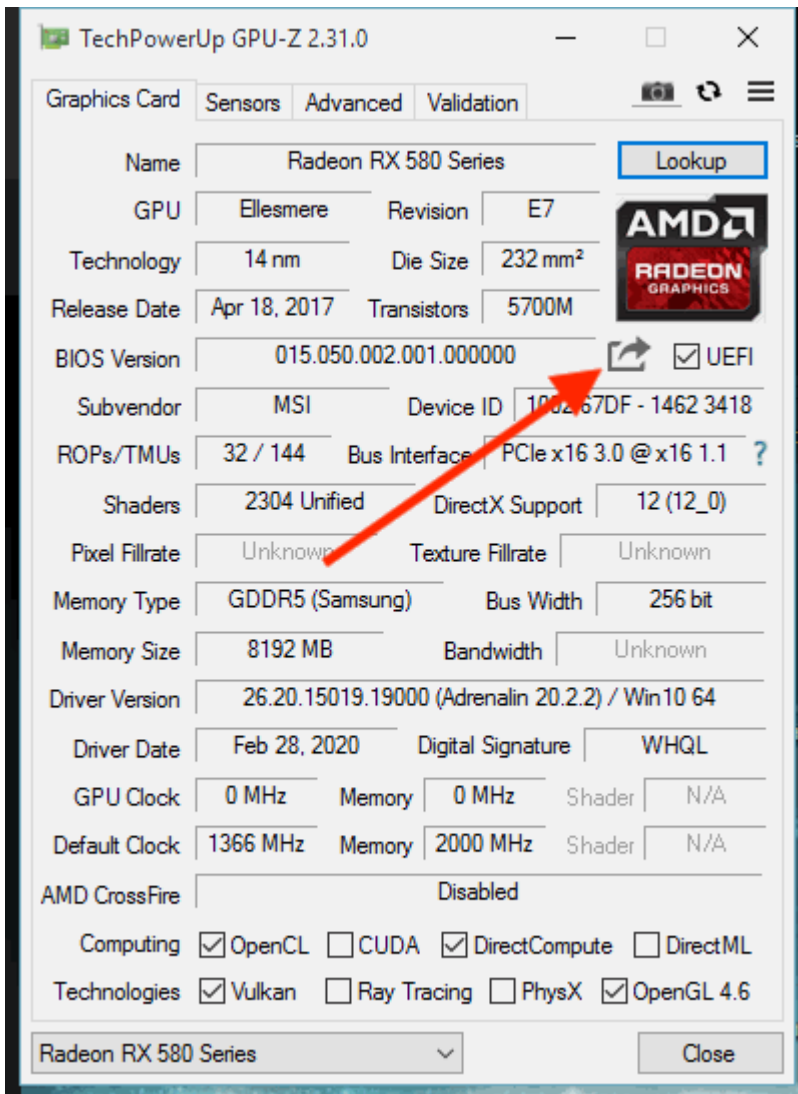 TechPowerUp GPU-Z 2.31.0
Graphics Card Sensors Advanced Validation
Name Radeon RX 580 Series Lookup
GPU Ellesmere Revision E7
AMD
RADEON
GRAPHICS
Technology 14 nm Die Size 232 mm²
Release Date Apr 18, 2017 Transistors 5700M
BIOS Version 015.050.002.001.000000 UEFI
Subvendor MSI Device ID 1002 67DF - 1462 3418
ROPs/TMUs 32 / 144 Bus Interface PCIe x16 3.0 @ x16 1.1 ?
Shaders 2304 Unified DirectX Support 12 (12_0)
Pixel Fillrate Unknown Texture Fillrate Unknown
Memory Type GDDR5 (Samsung) Bus Width 256 bit
Memory Size 8192 MB Bandwidth Unknown
Driver Version 26.20.15019.19000 (Adrenalin 20.2.2) / Win10 64
Driver Date Feb 28, 2020 Digital Signature WHQL
GPU Clock 0 MHz Memory 0 MHz Shader N/A
Default Clock 1366 MHz Memory 2000 MHz Shader N/A
AMD CrossFire Disabled
Computing OpenCL CUDA DirectCompute DirectML
Technologies Vulkan Ray Tracing PhysX OpenGL 4.6
Radeon RX 580 Series Close